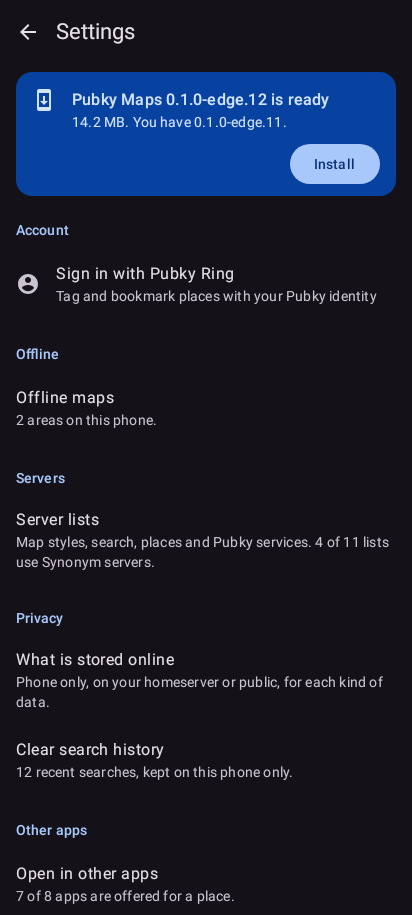 Settings
Pubky Maps 0.1.0-edge.12 is ready
14.2 MB. You have 0.1.0-edge.11.
Install
Account
Sign in with Pubky Ring
Tag and bookmark places with your Pubky identity
Offline
Offline maps
2 areas on this phone.
Servers
Server lists
Map styles, search, places and Pubky services. 4 of 11 lists
use Synonym servers.
Privacy
What is stored online
Phone only, on your homeserver or public, for each kind of
data.
Clear search history
12 recent searches, kept on this phone only.
Other apps
Open in other apps
7 of 8 apps are offered for a place.